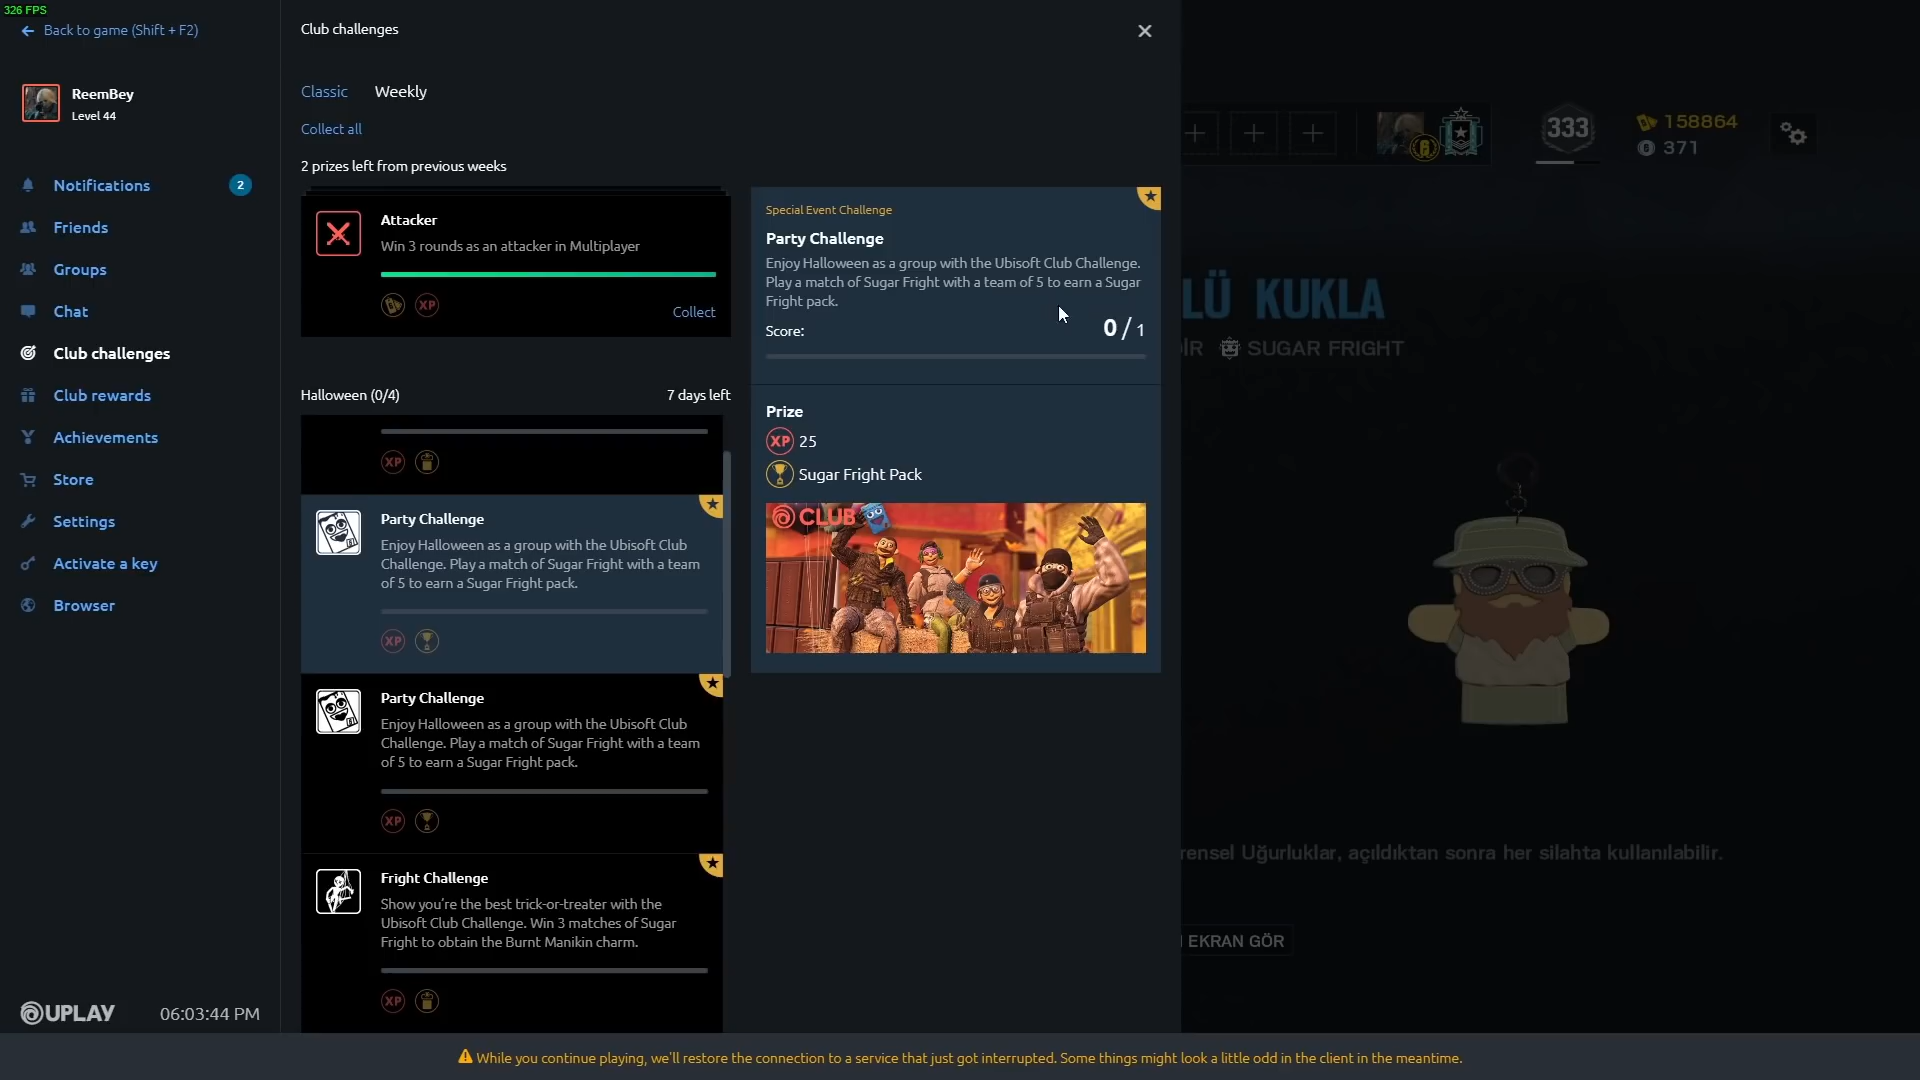 326 FPS
Back to game (Shift + F2)
ReemBey
Level 44
Notifications
2
Friends
Groups
Chat
Club challenges
Club rewards
Achievements
Store
Settings
Activate a key
Browser
UPLAY
06:03:44 PM
Club challenges
Classic
Weekly
Collect all
2 prizes left from previous weeks
Attacker
Win 3 rounds as an attacker in Multiplayer
XP
Collect
Halloween (0/4)
7 days left
XP
Party Challenge
Enjoy Halloween as a group with the Ubisoft Club
Challenge. Play a match of Sugar Fright with a team
of 5 to earn a Sugar Fright pack.
XP
Party Challenge
Enjoy Halloween as a group with the Ubisoft Club
Challenge. Play a match of Sugar Fright with a team
of 5 to earn a Sugar Fright pack.
XP
Fright Challenge
Show you're the best trick-or-treater with the
Ubisoft Club Challenge. Win 3 matches of Sugar
Fright to obtain the Burnt Manikin charm.
XP
Special Event Challenge
Party Challenge
Enjoy Halloween as a group with the Ubisoft Club Challenge.
Play a match of Sugar Fright with a team of 5 to earn a Sugar
Fright pack.
Score:
0 / 1
Prize
XP 25
Sugar Fright Pack
CLUB
333
158864
371
LÜ KUKLA
İR SUGAR FRIGHT
rensel Uğurluklar, açıldıktan sonra her silahta kullanılabilir.
EKRAN GÖR
While you continue playing, we'll restore the connection to a service that just got interrupted. Some things might look a little odd in the client in the meantime.